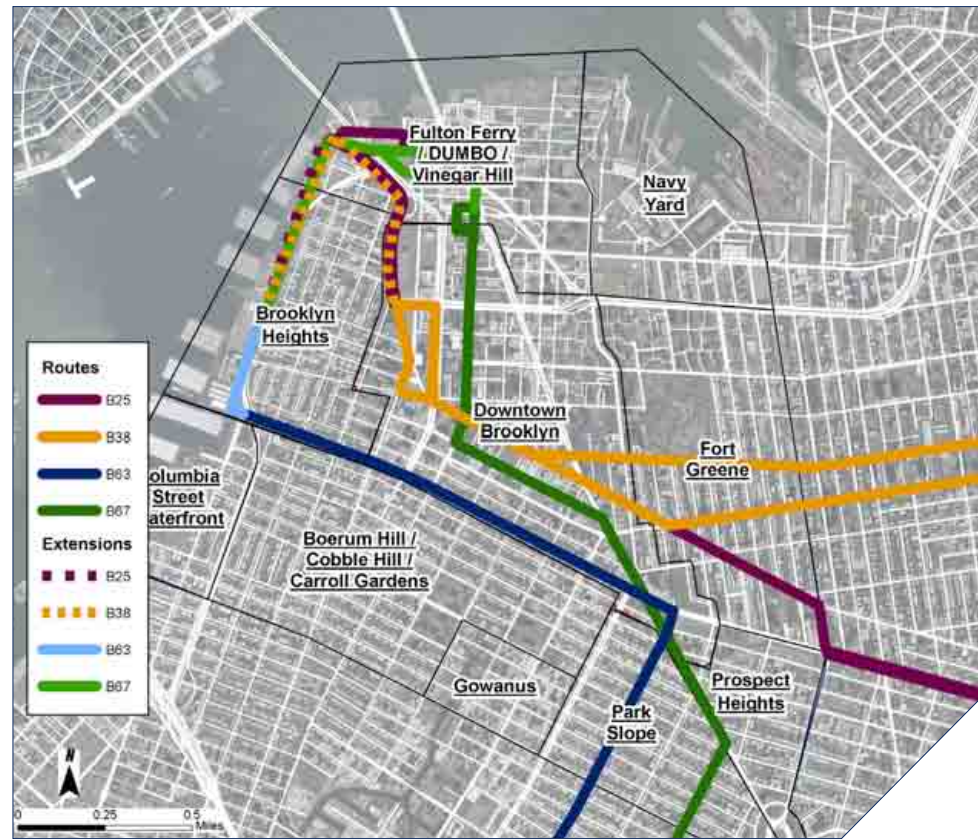 Fulton Ferry
/ DUMBO /
Vinegar Hill
Navy
Yard
Brooklyn
Heights
Routes
B25
B38
B63
B67
Extensions
B25
B38
B63
B67
Downtown
Brooklyn
Fort
Greene
olumbia
Street
aterfront
Boerum Hill /
Cobble Hill /
Carroll Gardens
Gowanus
Park
Slope
Prospect
Heights
N
0 0.25 0.5
Miles